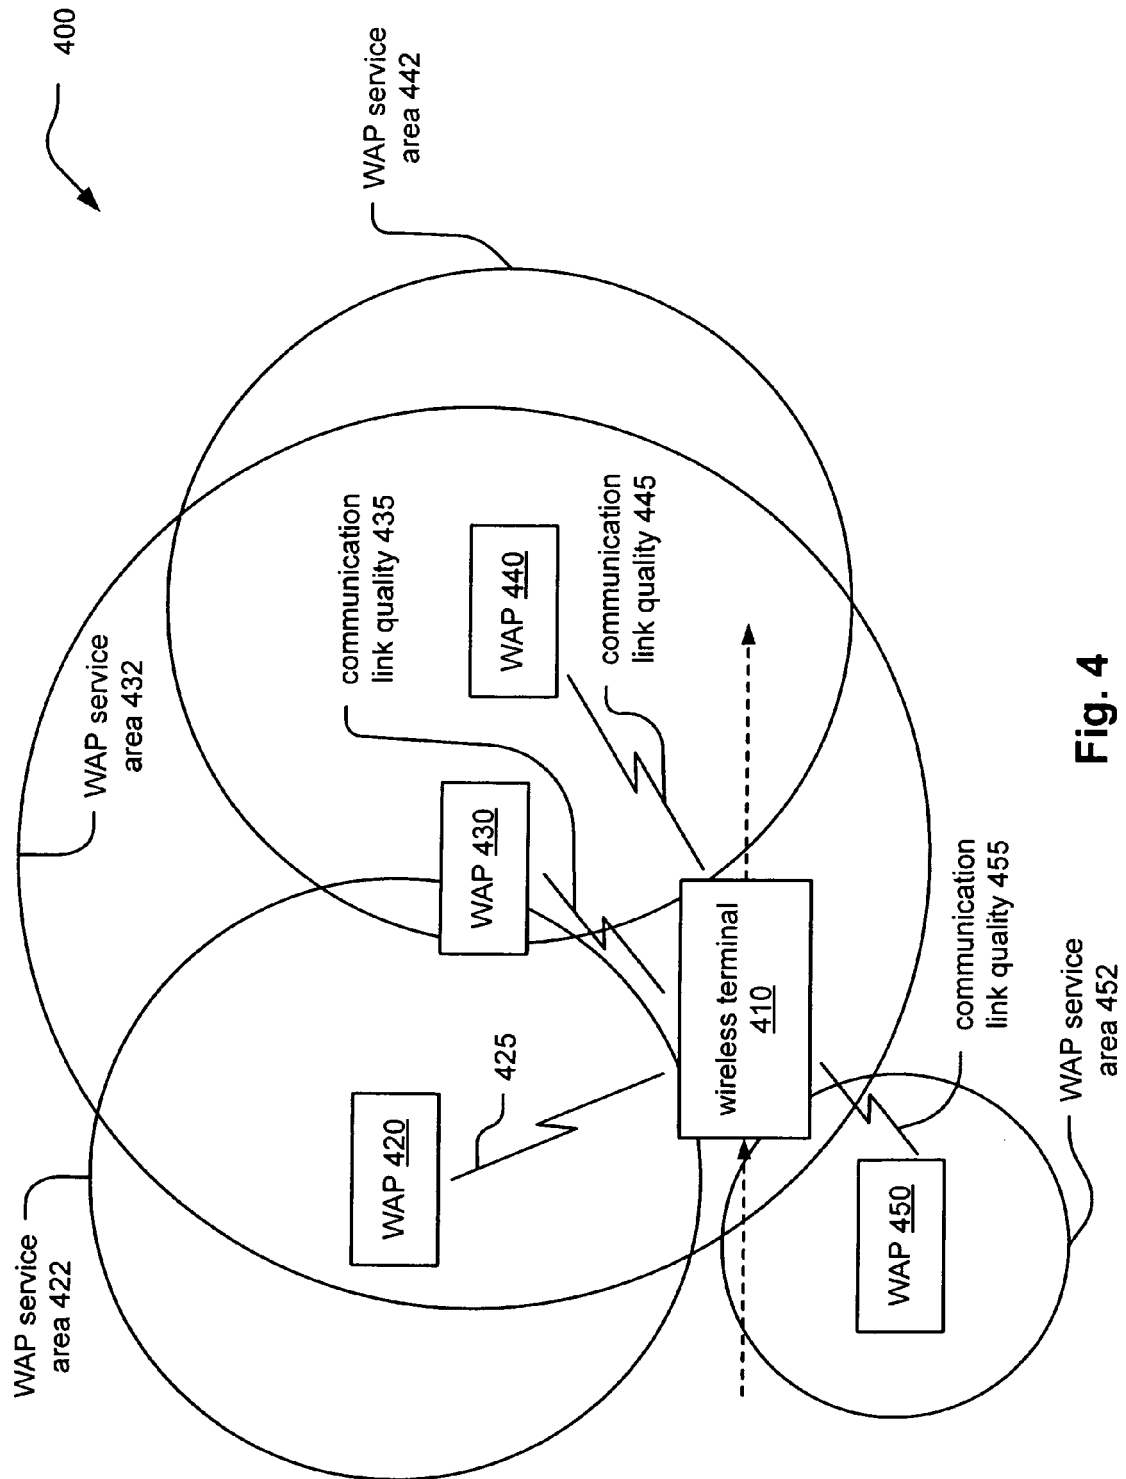 400
WAP service
area 432
WAP service
area 422
WAP service
area 442
communication
link quality 435
WAP 420
425
WAP 430
WAP 440
communication
link quality 445
wireless terminal
410
WAP 450
communication
link quality 455
WAP service
area 452
Fig. 4